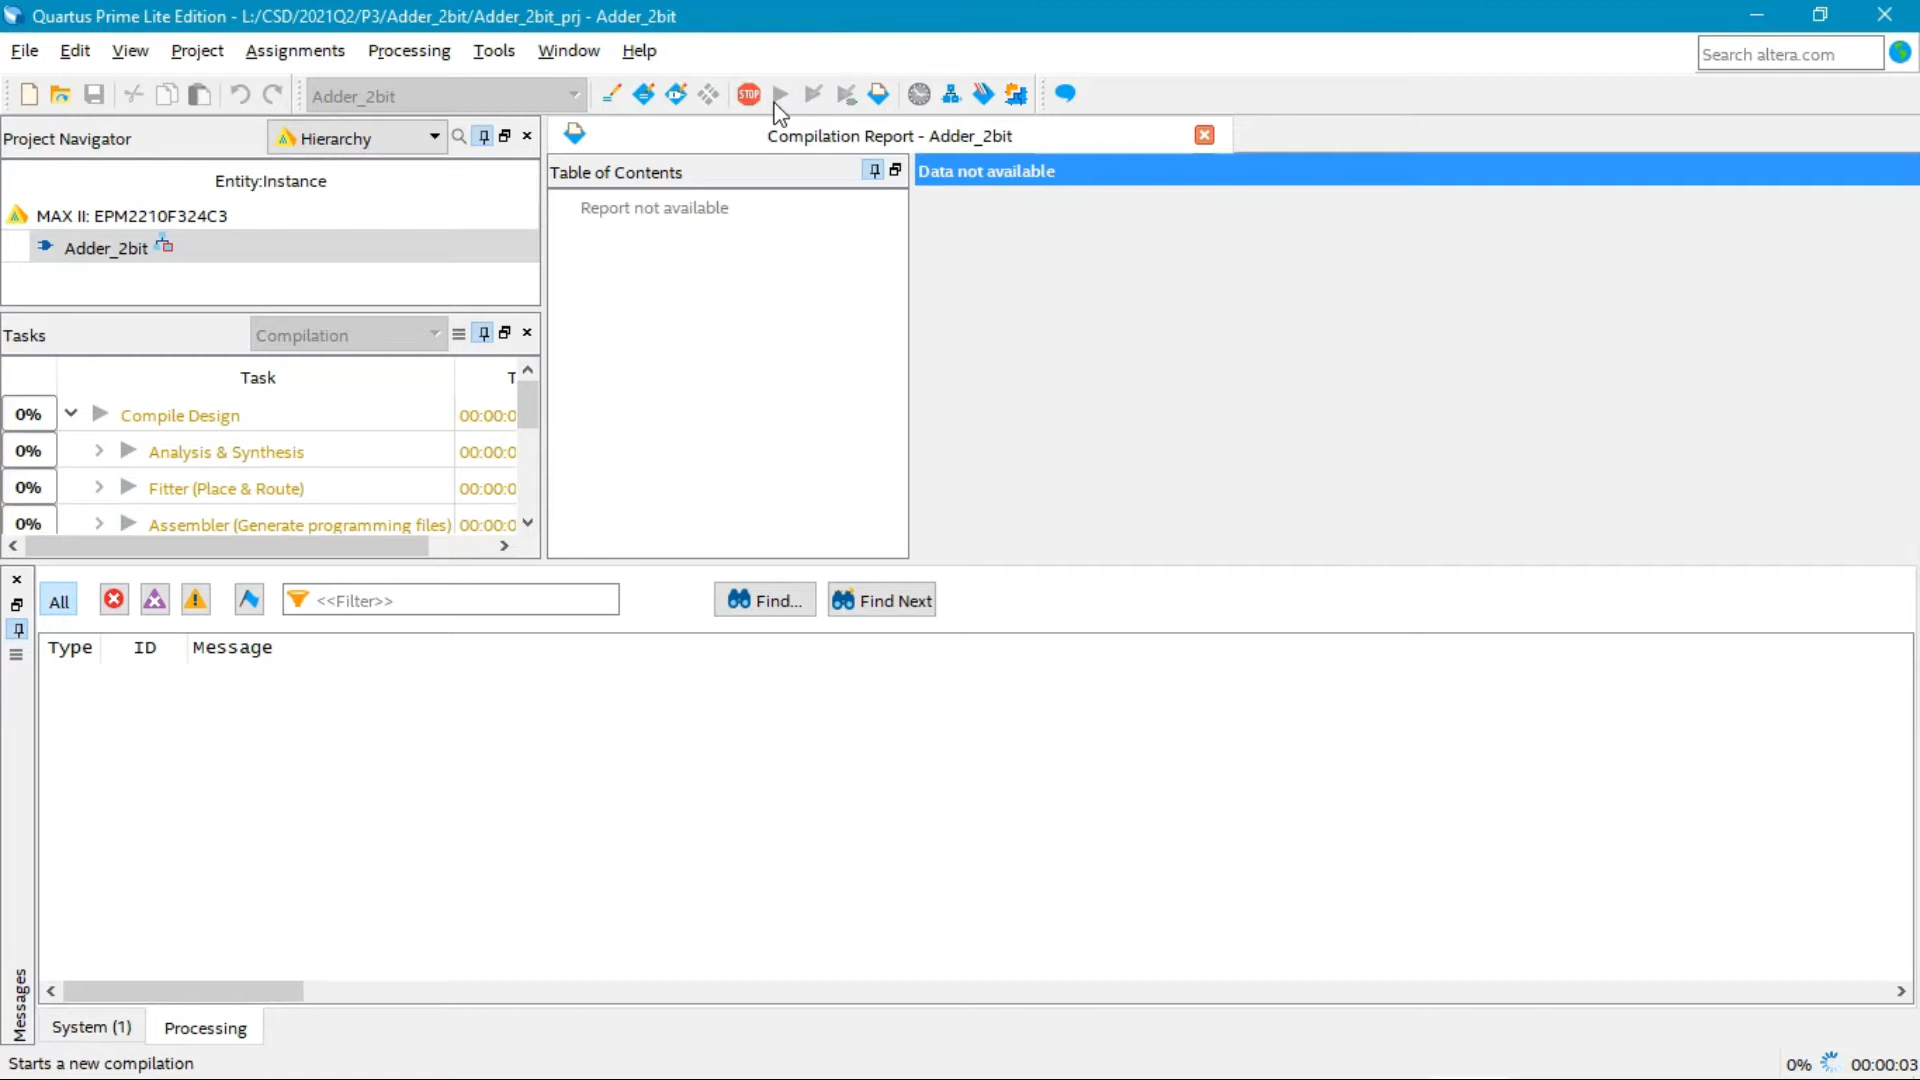 Quartus Prime Lite Edition - L:/CSD/2021Q2/P3/Adder_2bit/Adder_2bit_prj - Adder_2bit
File Edit View Project Assignments Processing Tools Window Help
Search altera.com
Adder_2bit
STOP
Project Navigator
Hierarchy
Compilation Report - Adder_2bit
Table of Contents
Data not available
Entity:Instance
Report not available
MAX II: EPM2210F324C3
Adder_2bit
Tasks
Compilation
Task
T
0% Compile Design 00:00:0
0% Analysis & Synthesis 00:00:0
0% Fitter (Place & Route) 00:00:0
0% Assembler (Generate programming files) 00:00:0
All
<<Filter>>
Find...
Find Next
Type ID Message
Messages
System (1)
Processing
Starts a new compilation
0%
00:00:03